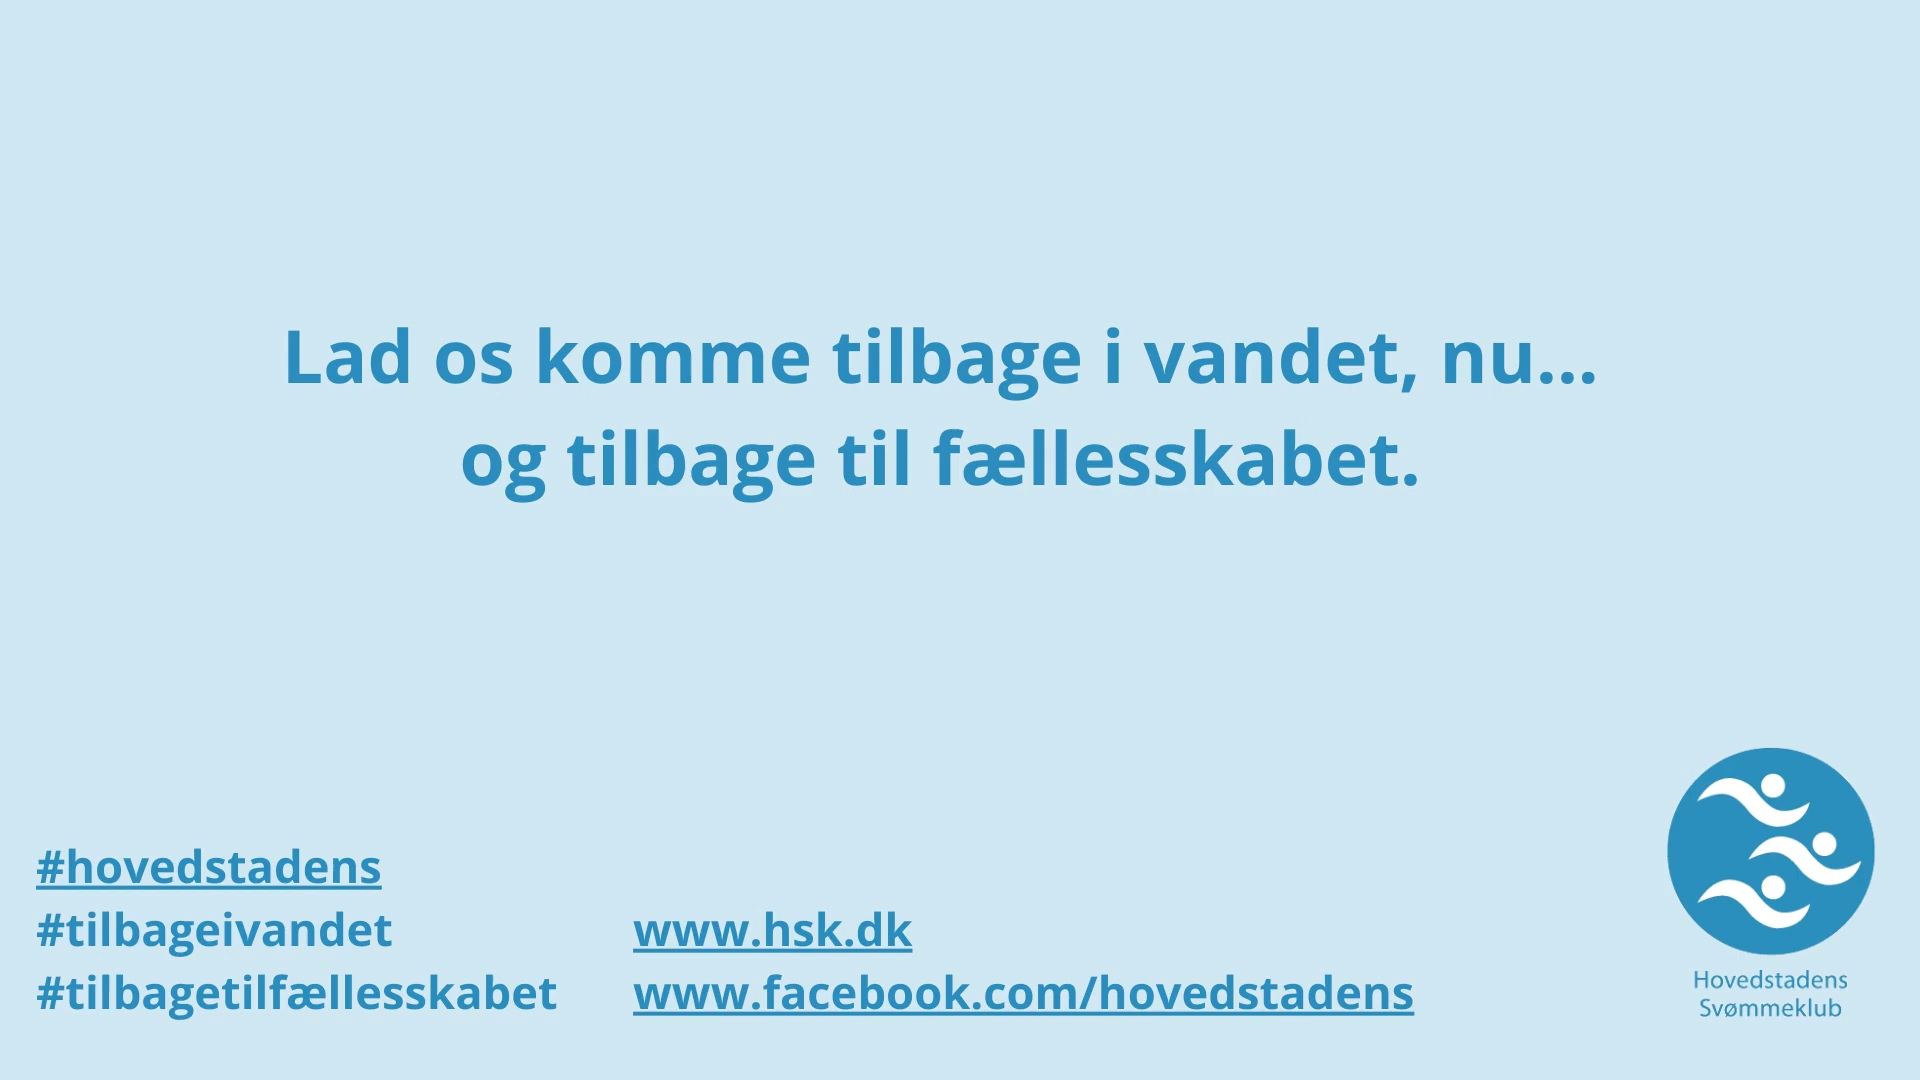 Lad os komme tilbage i vandet, nu...
og tilbage til fællesskabet.
#hovedstadens
#tilbageivandet
#tilbagetilfællesskabet
www.hsk.dk
www.facebook.com/hovedstadens
Hovedstadens
Svømmeklub